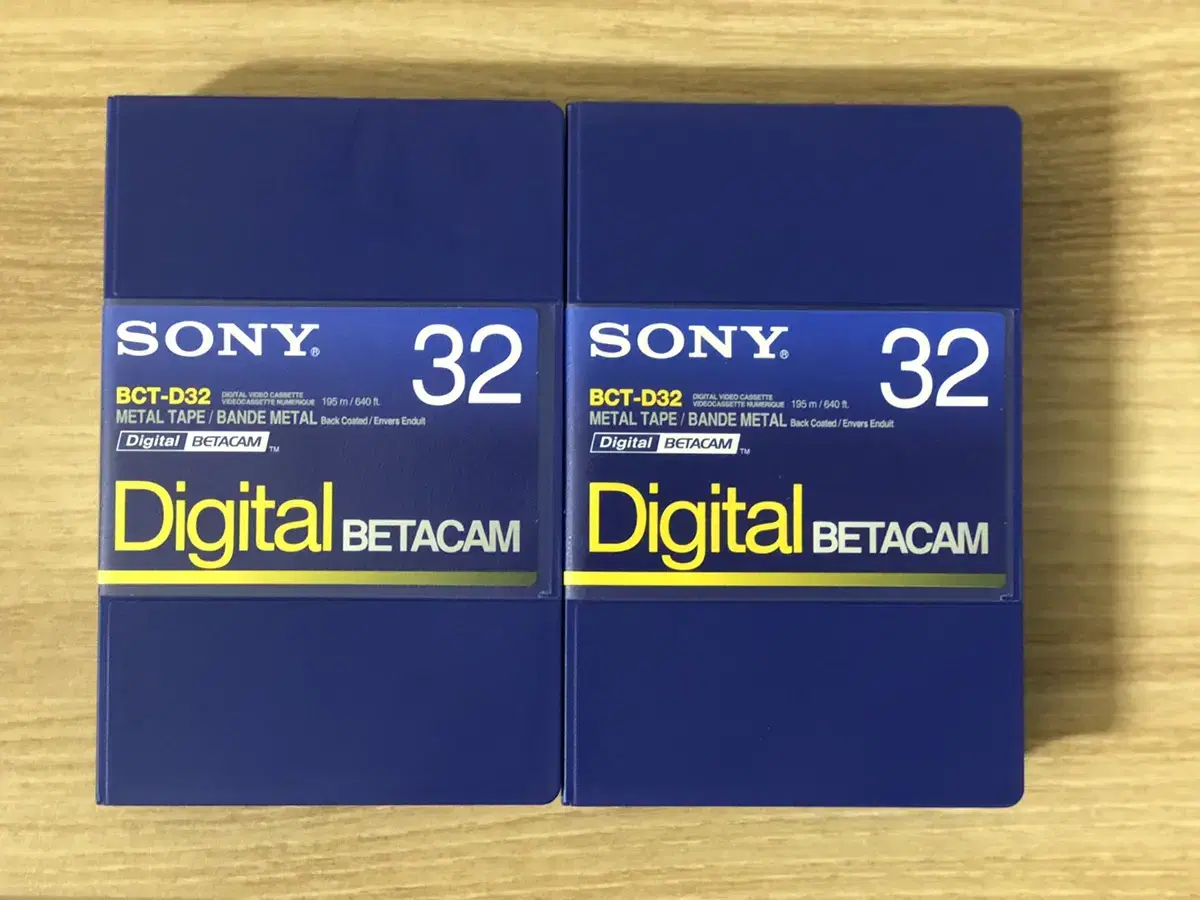 SONY® 32
BCT-D32 DIGITAL VIDEO CASSETTE
VIDEOCASSETTE NUMERIQUE 195 m / 640 ft.
METAL TAPE / BANDE METAL Back Coated / Envers Enduit
Digital BETACAM TM
Digital BETACAM
SONY® 32
BCT-D32 DIGITAL VIDEO CASSETTE
VIDEOCASSETTE NUMERIQUE 195 m / 640 ft.
METAL TAPE / BANDE METAL Back Coated / Envers Enduit
Digital BETACAM TM
Digital BETACAM